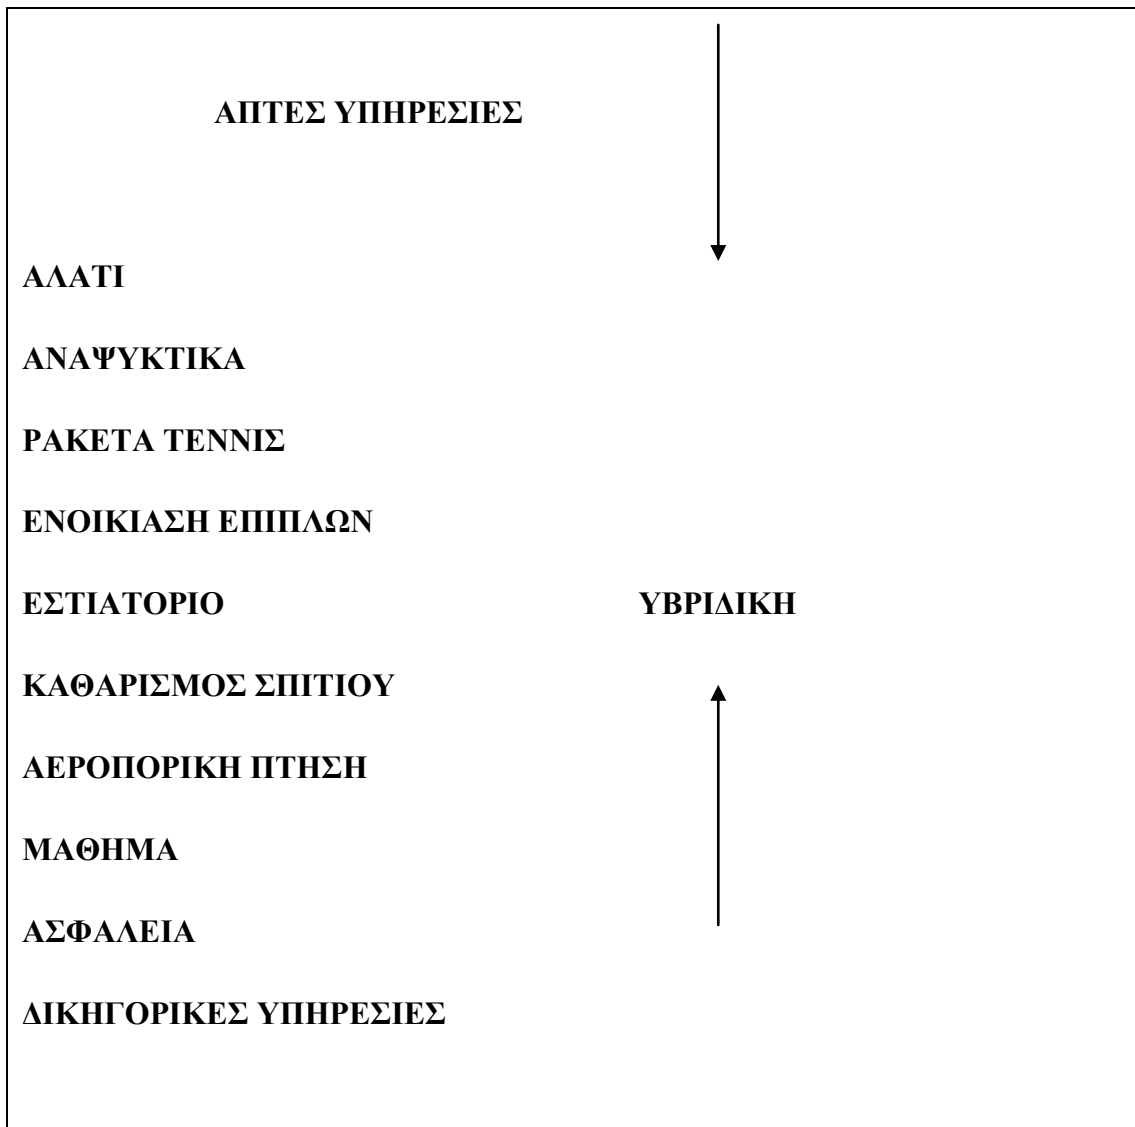 ΑΠΤΕΣ ΥΠΗΡΕΣΙΕΣ
ΑΛΑΤΙ
ΑΝΑΨΥΚΤΙΚΑ
ΡΑΚΕΤΑ ΤΕΝΝΙΣ
ΕΝΟΙΚΙΑΣΗ ΕΠΙΠΛΩΝ
ΕΣΤΙΑΤΟΡΙΟ ΥΒΡΙΔΙΚΗ
ΚΑΘΑΡΙΣΜΟΣ ΣΠΙΤΙΟΥ
ΑΕΡΟΠΟΡΙΚΗ ΠΤΗΣΗ
ΜΑΘΗΜΑ
ΑΣΦΑΛΕΙΑ
ΔΙΚΗΓΟΡΙΚΕΣ ΥΠΗΡΕΣΙΕΣ